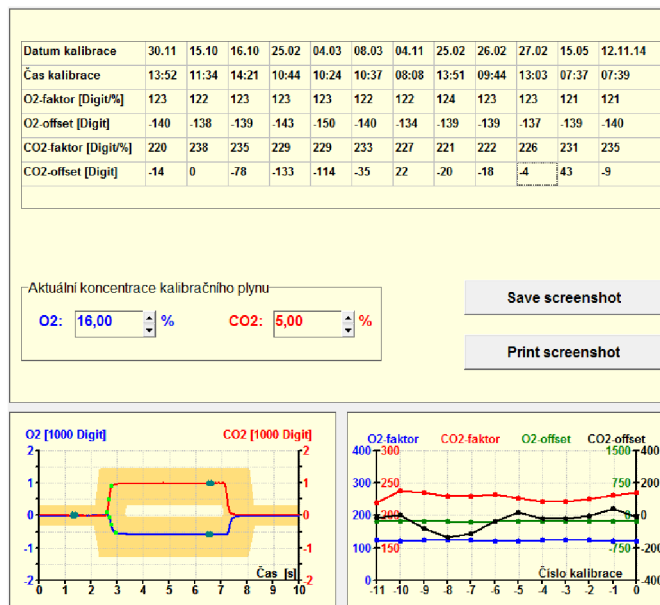 Datum kalibrace 30.11 15.10 16.10 25.02 04.03 08.03 04.11 25.02 26.02 27.02 15.05 12.11.14
Čas kalibrace 13:52 11:34 14:21 10:44 10:24 10:37 08:08 13:51 09:44 13:03 07:37 07:39
O2-faktor [Digit/%] 123 122 123 123 123 122 122 124 123 123 121 121
O2-offset [Digit] -140 -138 -139 -143 -150 -140 -134 -139 -139 -137 -139 -140
CO2-faktor [Digit/%] 220 238 235 229 229 233 227 221 222 226 231 235
CO2-offset [Digit] -14 0 -78 -133 -114 -35 22 -20 -18 -4 43 -9
Aktuální koncentrace kalibračního plynu
O2: 16,00 % CO2: 5,00 %
Save screenshot
Print screenshot
O2 [1000 Digit] CO2 [1000 Digit]
2 2
1 1
0 0
-1 -1
-2 -2
Čas [s]
0 1 2 3 4 5 6 7 8 9 10
O2-faktor CO2-faktor O2-offset CO2-offset
400 300 1500 400
300 250 750 200
200 200 0 0
100 150 -750 -200
0 -400
Číslo kalibrace
-11 -10 -9 -8 -7 -6 -5 -4 -3 -2 -1 0